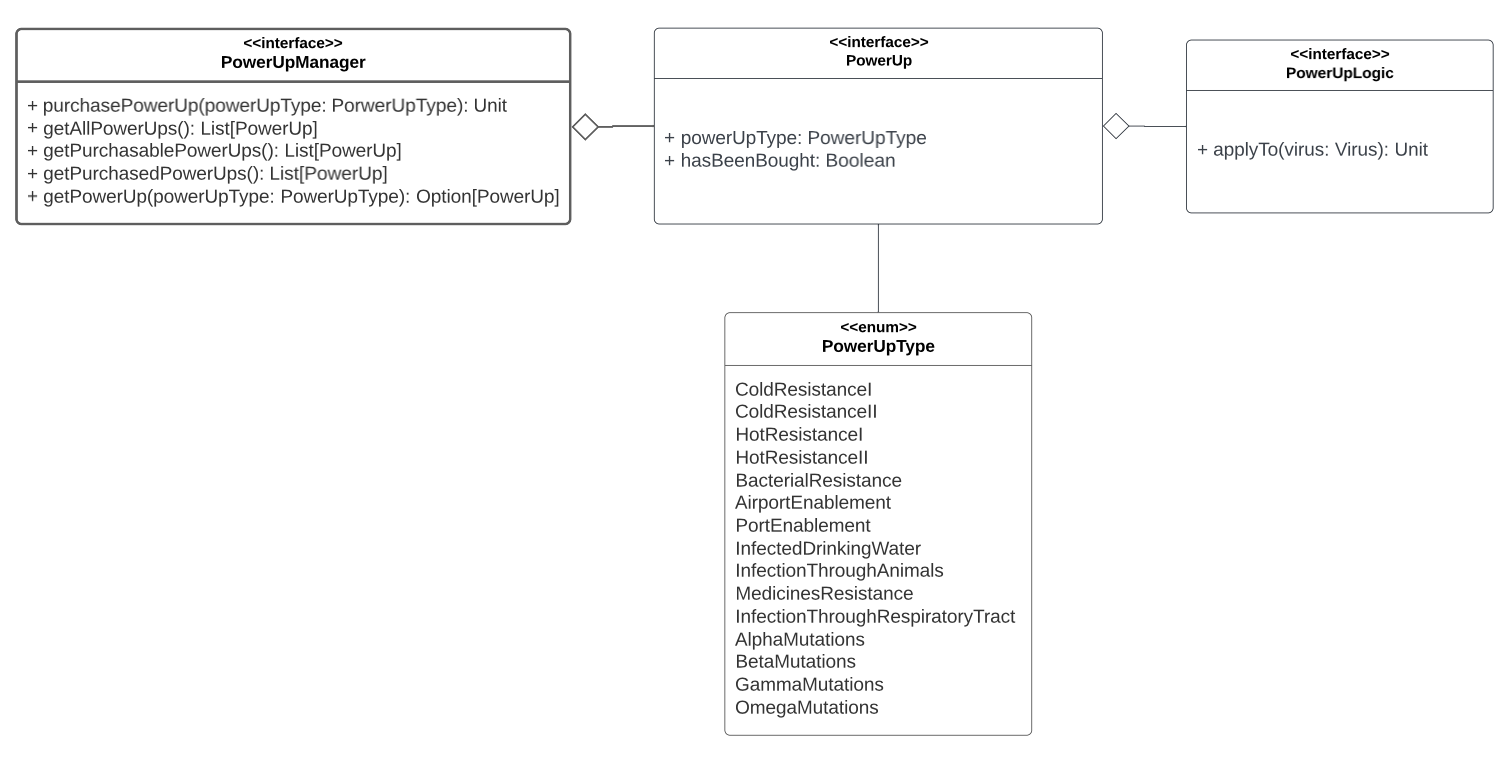 <<interface>>
PowerUpManager
+ purchasePowerUp(powerUpType: PorwerUpType): Unit
+ getAllPowerUps(): List[PowerUp]
+ getPurchasablePowerUps(): List[PowerUp]
+ getPurchasedPowerUps(): List[PowerUp]
+ getPowerUp(powerUpType: PowerUpType): Option[PowerUp]
<<interface>>
PowerUp
+ powerUpType: PowerUpType
+ hasBeenBought: Boolean
<<interface>>
PowerUpLogic
+ applyTo(virus: Virus): Unit
<<enum>>
PowerUpType
ColdResistanceI
ColdResistanceII
HotResistanceI
HotResistanceII
BacterialResistance
AirportEnablement
PortEnablement
InfectedDrinkingWater
InfectionThroughAnimals
MedicinesResistance
InfectionThroughRespiratoryTract
AlphaMutations
BetaMutations
GammaMutations
OmegaMutations